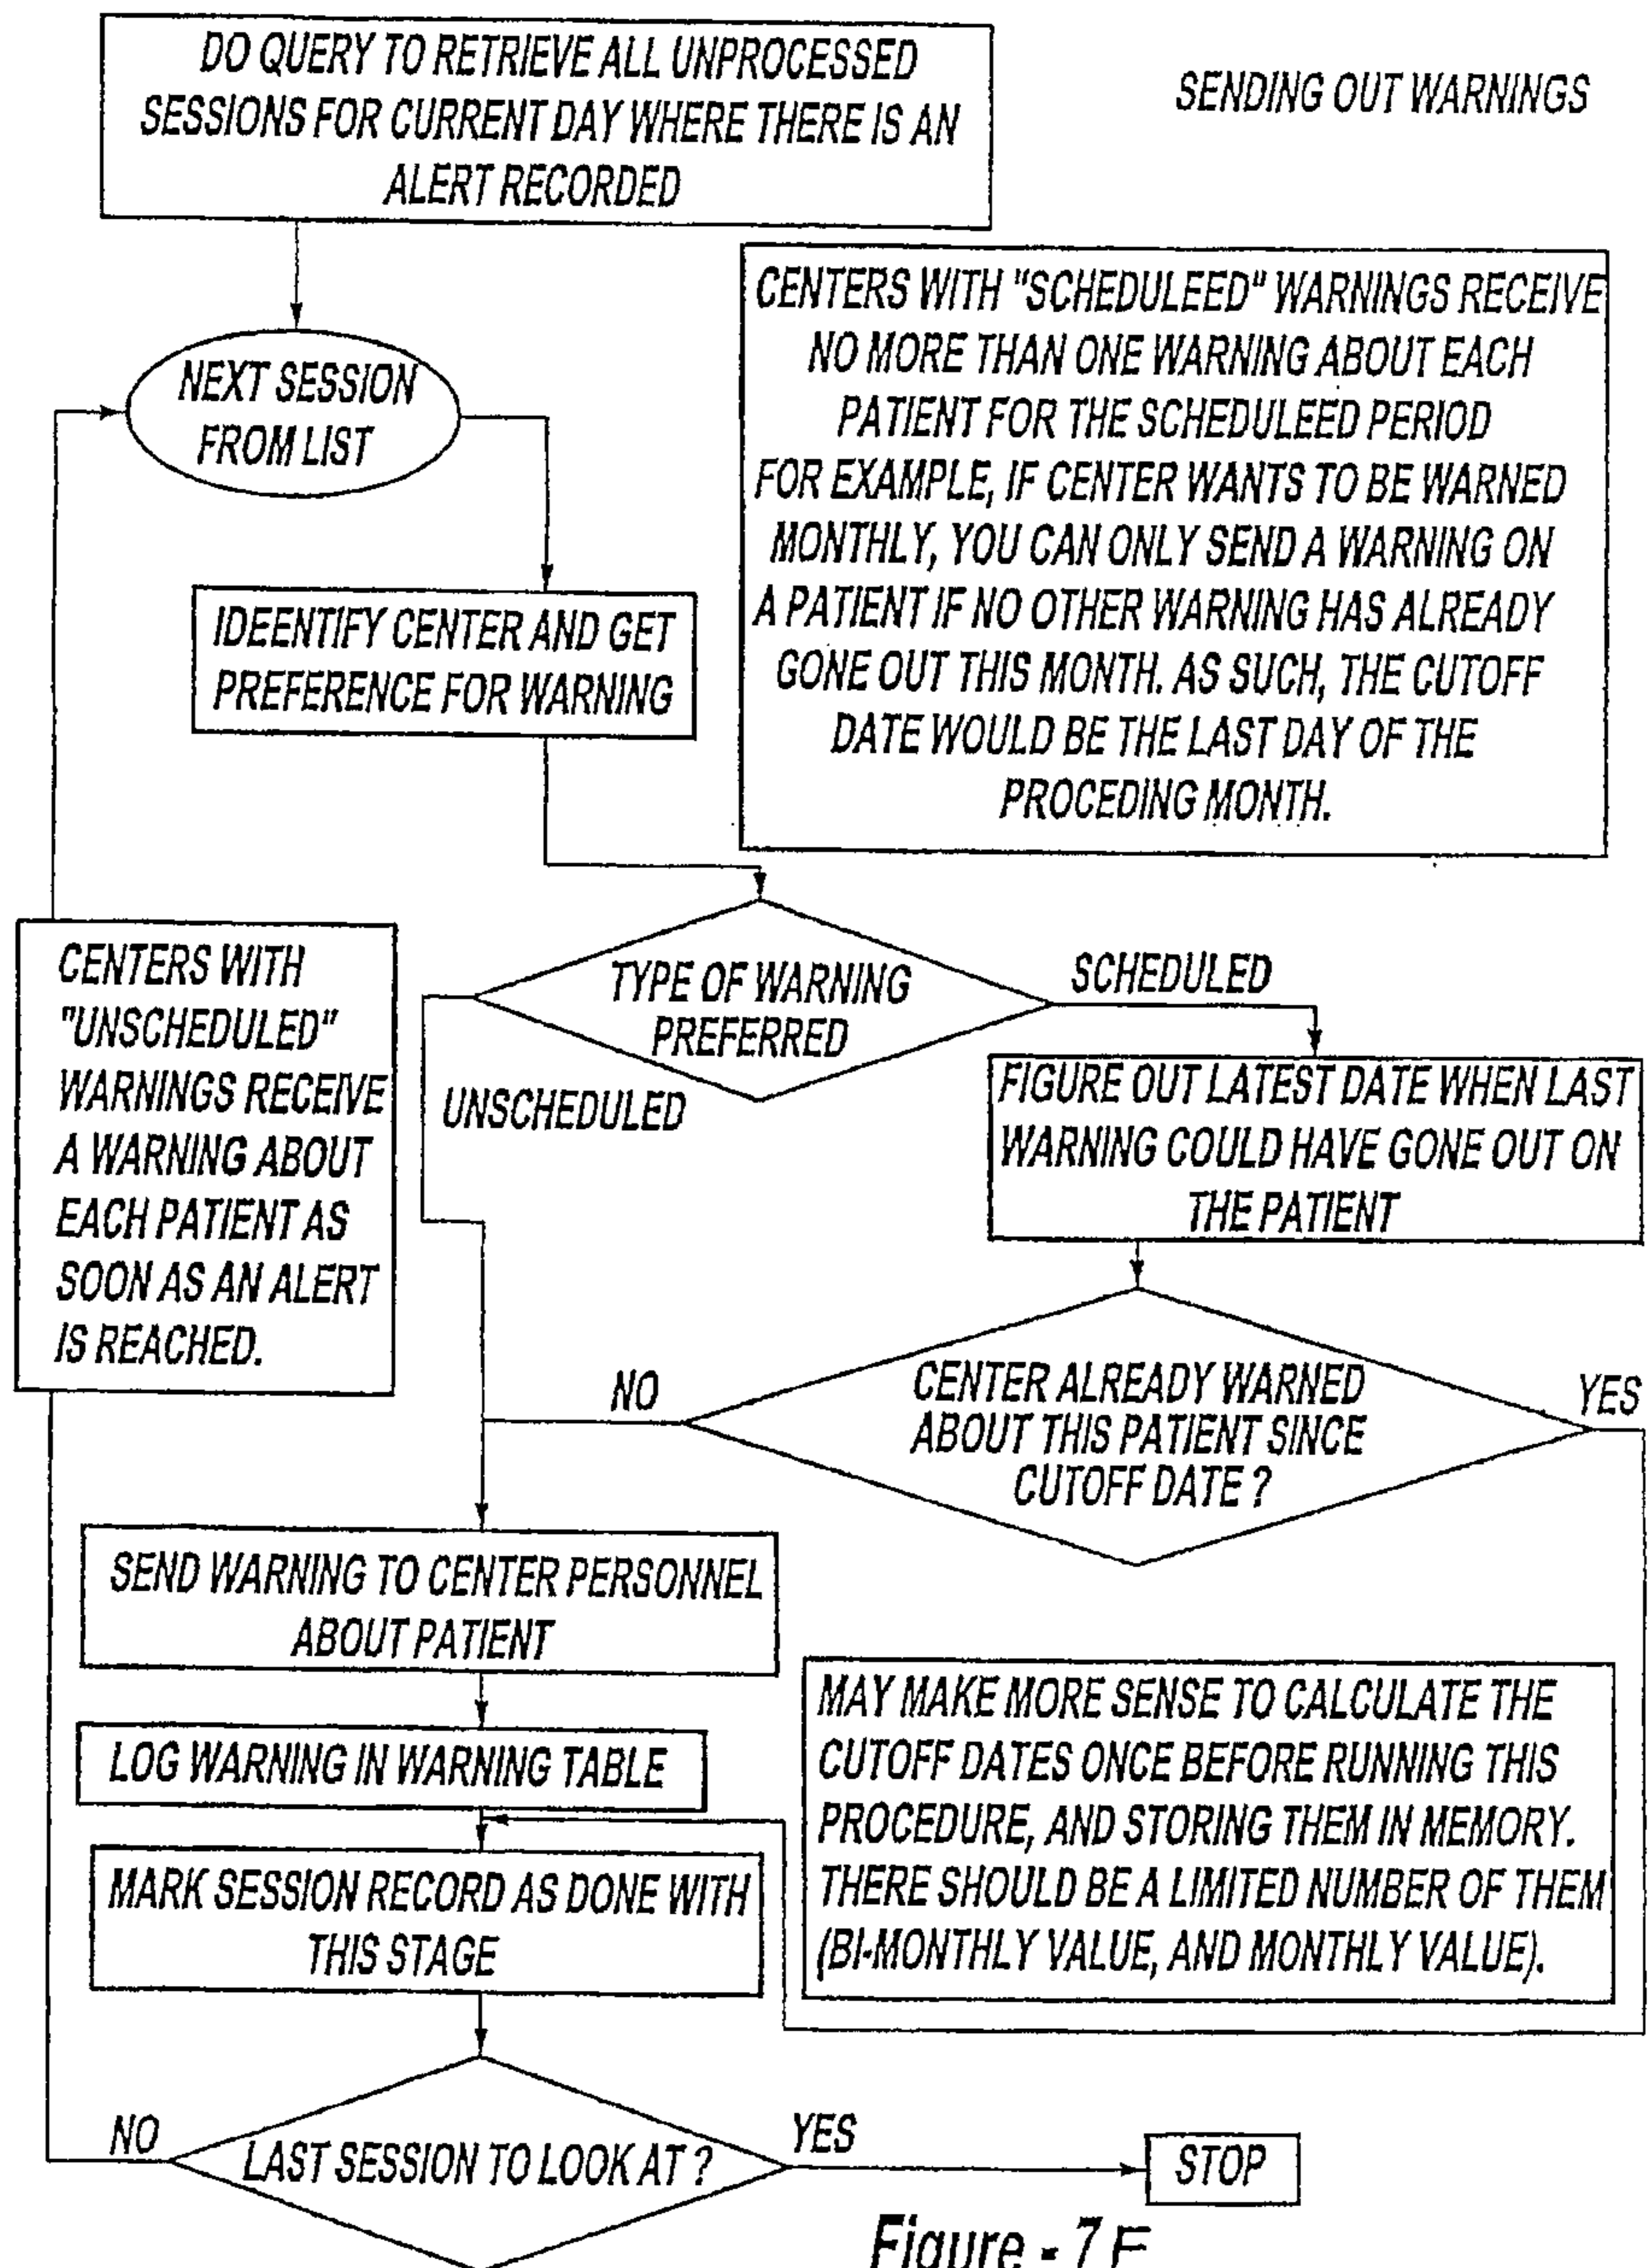 DO QUERY TO RETRIEVE ALL UNPROCESSED
SESSIONS FOR CURRENT DAY WHERE THERE IS AN
ALERT RECORDED
SENDING OUT WARNINGS
NEXT SESSION
FROM LIST
CENTERS WITH "SCHEDULEED" WARNINGS RECEIVE
NO MORE THAN ONE WARNING ABOUT EACH
PATIENT FOR THE SCHEDULEED PERIOD
FOR EXAMPLE, IF CENTER WANTS TO BE WARNED
MONTHLY, YOU CAN ONLY SEND A WARNING ON
A PATIENT IF NO OTHER WARNING HAS ALREADY
GONE OUT THIS MONTH. AS SUCH, THE CUTOFF
DATE WOULD BE THE LAST DAY OF THE
PROCEDING MONTH.
IDEENTIFY CENTER AND GET
PREFERENCE FOR WARNING
TYPE OF WARNING
PREFERRED
SCHEDULED
UNSCHEDULED
CENTERS WITH
"UNSCHEDULED"
WARNINGS RECEIVE
A WARNING ABOUT
EACH PATIENT AS
SOON AS AN ALERT
IS REACHED.
FIGURE OUT LATEST DATE WHEN LAST
WARNING COULD HAVE GONE OUT ON
THE PATIENT
CENTER ALREADY WARNED
ABOUT THIS PATIENT SINCE
CUTOFF DATE ?
NO
YES
SEND WARNING TO CENTER PERSONNEL
ABOUT PATIENT
LOG WARNING IN WARNING TABLE
MARK SESSION RECORD AS DONE WITH
THIS STAGE
MAY MAKE MORE SENSE TO CALCULATE THE
CUTOFF DATES ONCE BEFORE RUNNING THIS
PROCEDURE, AND STORING THEM IN MEMORY.
THERE SHOULD BE A LIMITED NUMBER OF THEM
(BI-MONTHLY VALUE, AND MONTHLY VALUE).
NO
LAST SESSION TO LOOK AT ?
YES
STOP
Figure - 7